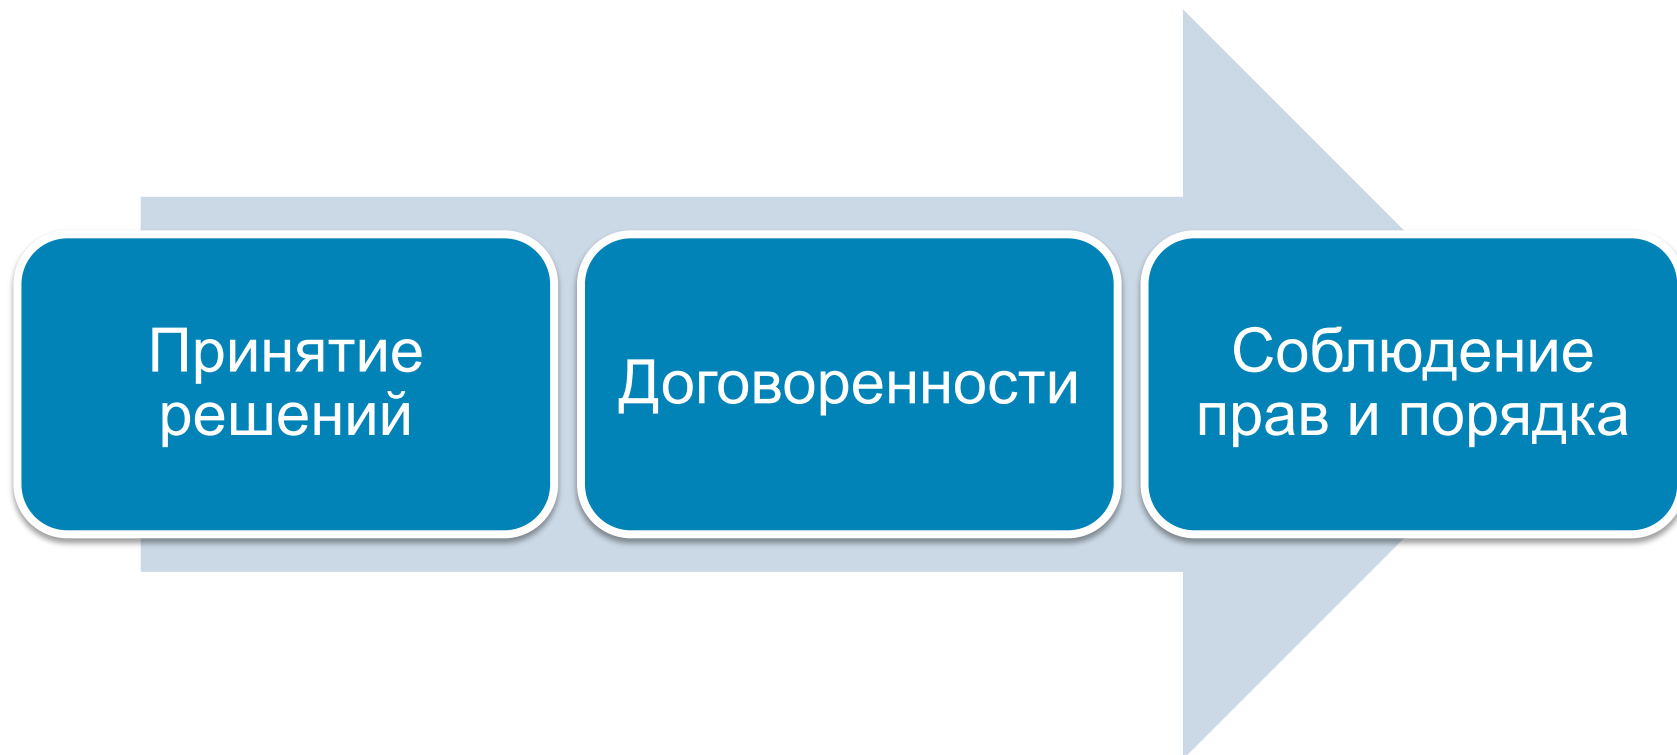 Принятие
решений
Договоренности
Соблюдение
прав и порядка